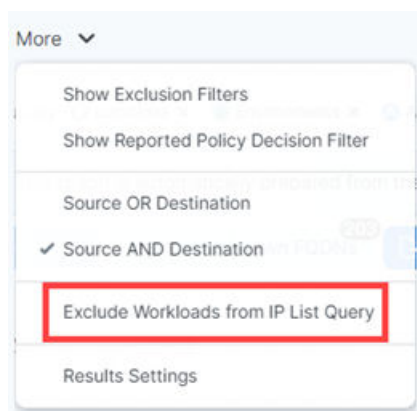 More
Show Exclusion Filters
Show Reported Policy Decision Filter
Source OR Destination
Source AND Destination
Exclude Workloads from IP List Query
Results Settings